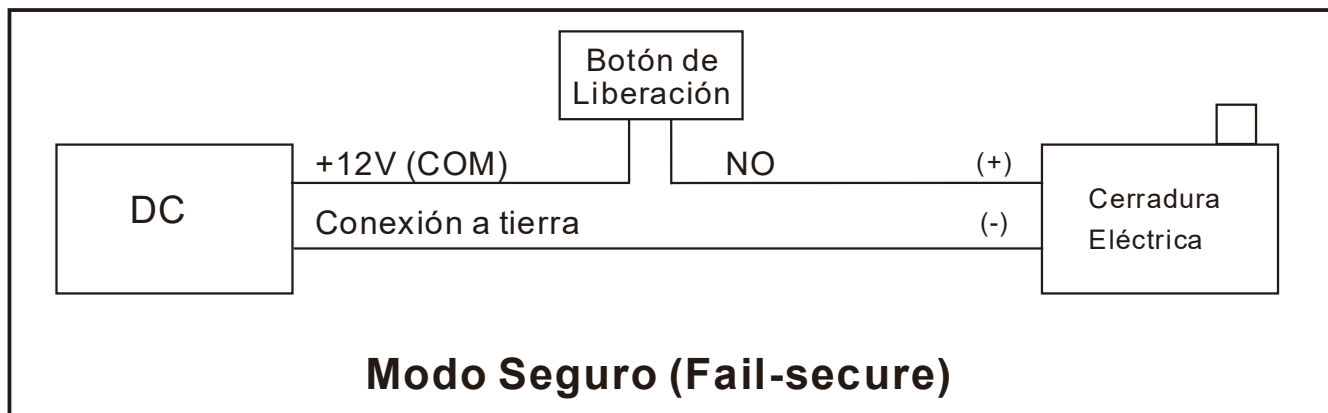 Botón de
Liberación
+12V (COM)
NO
(+)
DC
Conexión a tierra
(-)
Cerradura
Eléctrica
Modo Seguro (Fail-secure)